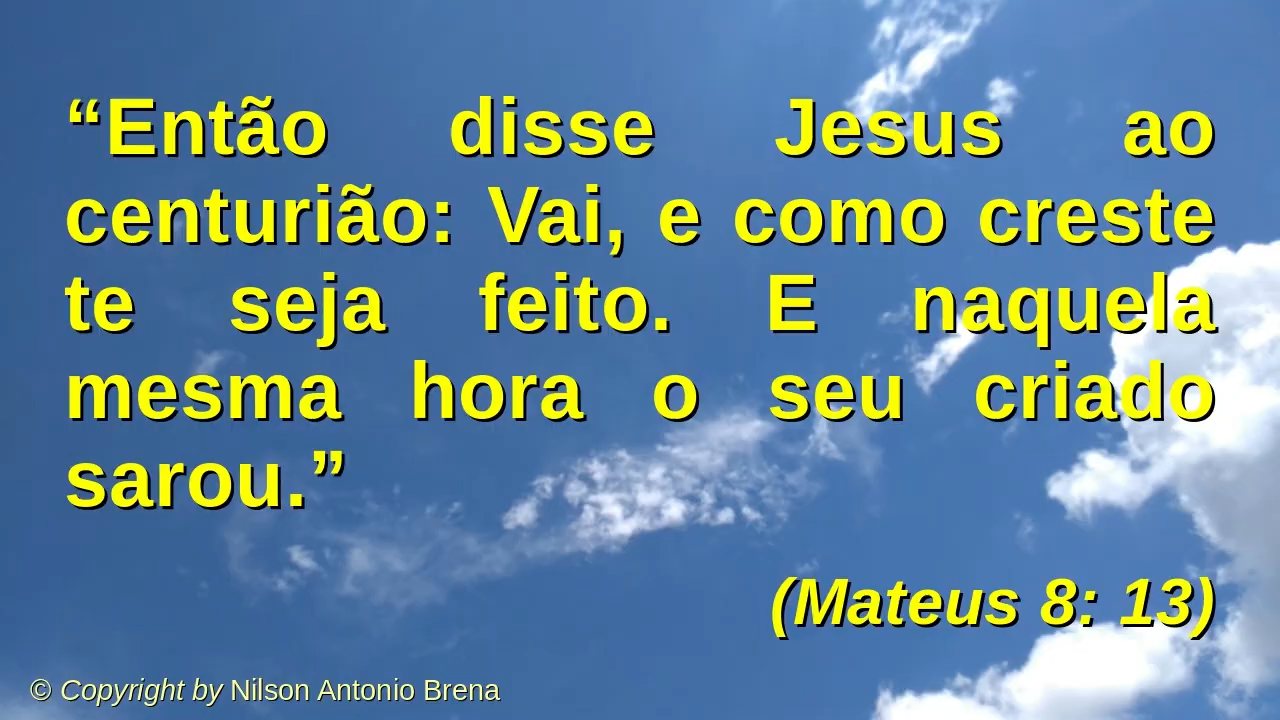 “Então disse Jesus ao
centurião: Vai, e como creste
te seja feito. E naquela
mesma hora o seu criado
sarou.”
(Mateus 8: 13)
© Copyright by Nilson Antonio Brena